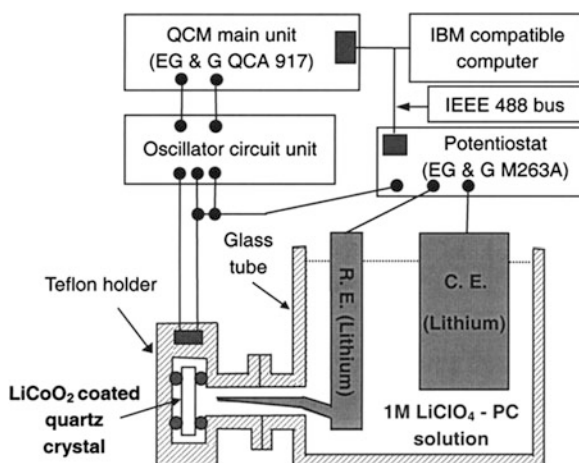 QCM main unit
(EG & G QCA 917)
IBM compatible
computer
IEEE 488 bus
Oscillator circuit unit
Potentiostat
(EG & G M263A)
Glass
tube
Teflon holder
R. E. (Lithium)
C. E.
(Lithium)
LiCoO₂ coated
quartz
crystal
1M LiClO₄ - PC
solution